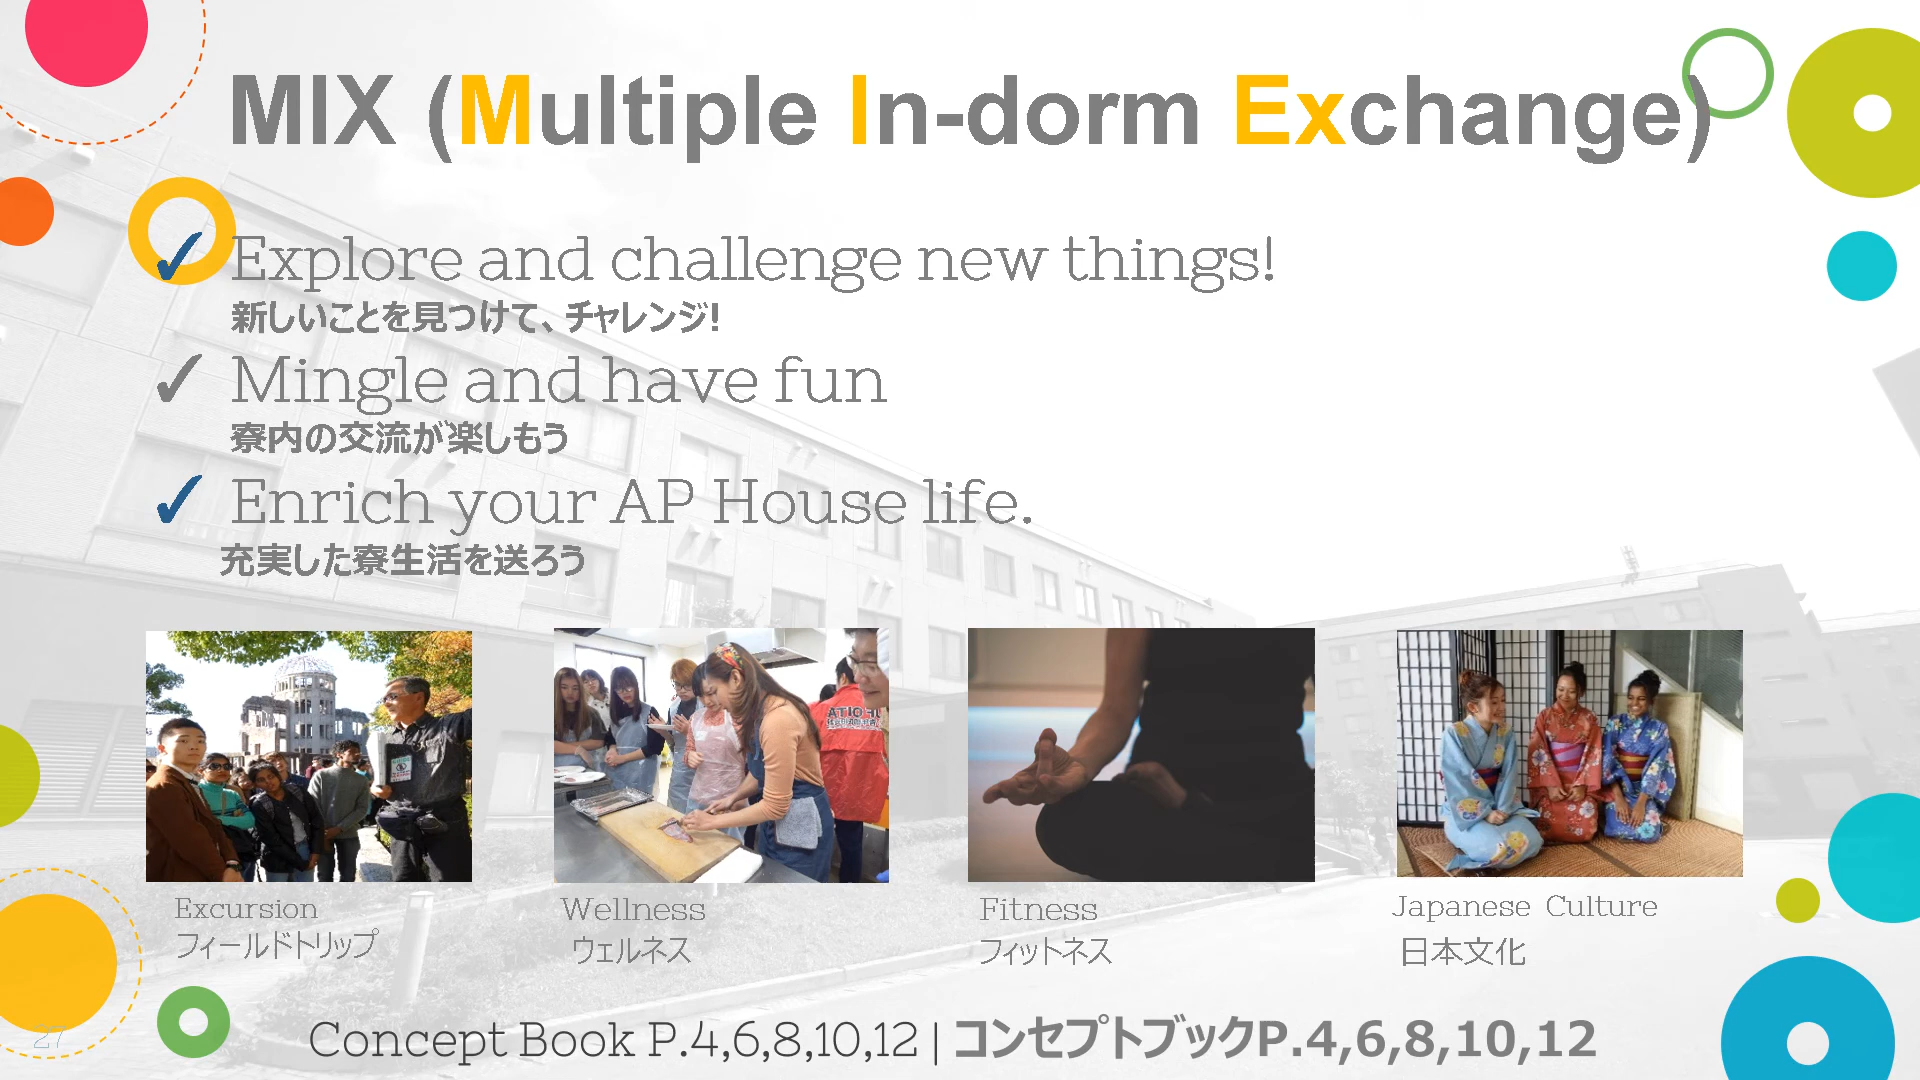 MIX (Multiple In-dorm Exchange)
✓ Explore and challenge new things!
新しいことを見つけて、チャレンジ!
✓ Mingle and have fun
寮内の交流が楽しもう
✓ Enrich your AP House life.
充実した寮生活を送ろう
Excursion
フィールドトリップ
Wellness
ウェルネス
Fitness
フィットネス
Japanese Culture
日本文化
27
Concept Book P.4,6,8,10,12 | コンセプトブックP.4,6,8,10,12